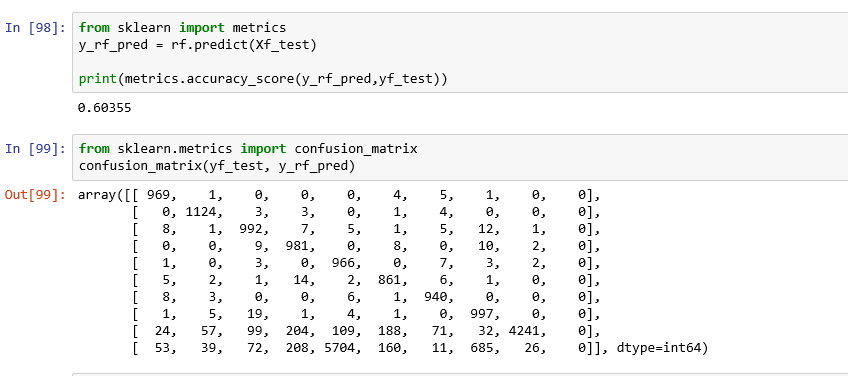 In [98]: from sklearn import metrics
y_rf_pred = rf.predict(Xf_test)
print(metrics.accuracy_score(y_rf_pred,yf_test))
0.60355
In [99]: from sklearn.metrics import confusion_matrix
confusion_matrix(yf_test, y_rf_pred)
Out[99]: array([[ 969, 1, 0, 0, 0, 4, 5, 1, 0, 0],
[ 0, 1124, 3, 3, 0, 1, 4, 0, 0, 0],
[ 8, 1, 992, 7, 5, 1, 5, 12, 1, 0],
[ 0, 0, 9, 981, 0, 8, 0, 10, 2, 0],
[ 1, 0, 3, 0, 966, 0, 7, 3, 2, 0],
[ 5, 2, 1, 14, 2, 861, 6, 1, 0, 0],
[ 8, 3, 0, 0, 6, 1, 940, 0, 0, 0],
[ 1, 5, 19, 1, 4, 1, 0, 997, 0, 0],
[ 24, 57, 99, 204, 109, 188, 71, 32, 4241, 0],
[ 53, 39, 72, 208, 5704, 160, 11, 685, 26, 0]], dtype=int64)